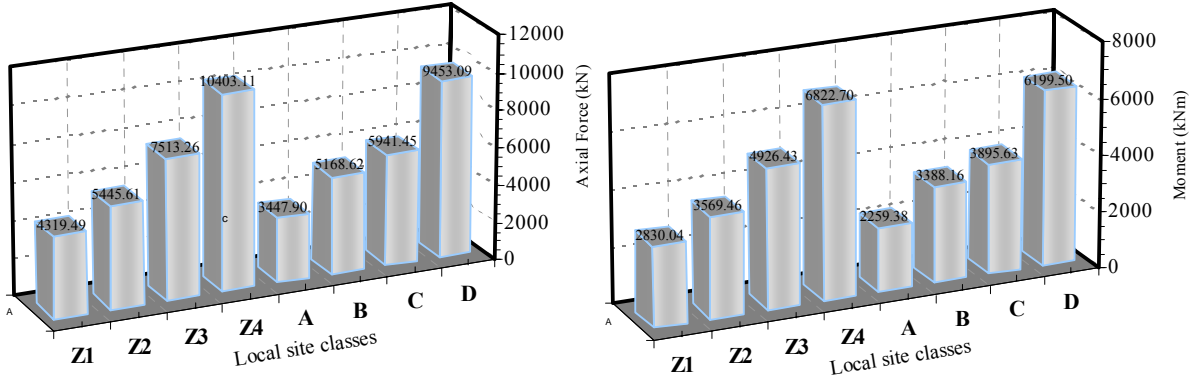 12000
10000
8000
6000
4000
2000
0
Axial Force (kN)
4319.49
5445.61
7513.26
10403.11
3447.90
5168.62
5941.45
9453.09
C
A
Z1
Z2
Z3
Z4
A
B
C
D
Local site classes
8000
6000
4000
2000
0
Moment (kNm)
2830.04
3569.46
4926.43
6822.70
2259.38
3388.16
3895.63
6199.50
A
Z1
Z2
Z3
Z4
A
B
C
D
Local site classes